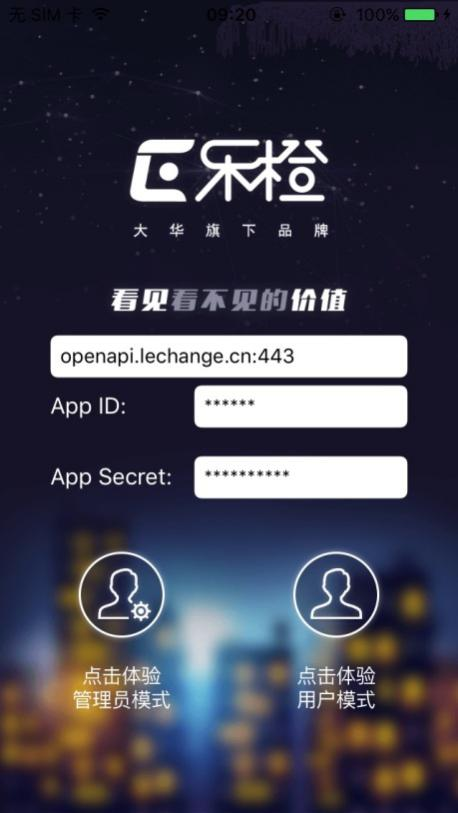 无 SIM 卡 09:20 100%
乐橙
大华旗下品牌
看见看不见的价值
openapi.lechange.cn:443
App ID: ******
App Secret: **********
点击体验 点击体验
管理员模式 用户模式